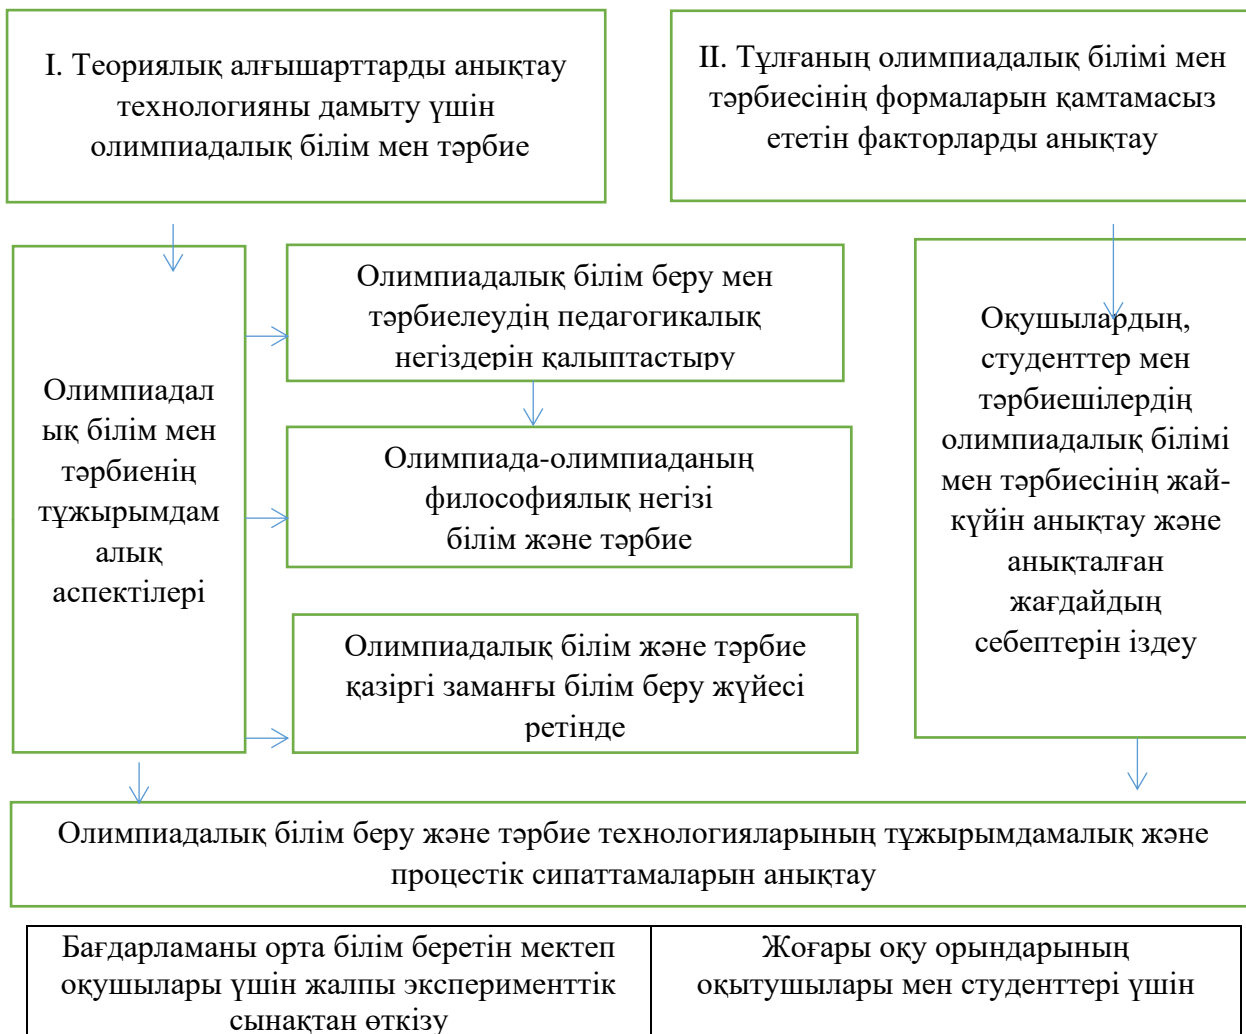 I. Теориялық алғышарттарды анықтау
технологияны дамыту үшін
олимпиадалық білім мен тәрбие
II. Тұлғаның олимпиадалық білімі мен
тәрбиесінің формаларын қамтамасыз
ететін факторларды анықтау
Олимпиадал
ық білім мен
тәрбиенің
тұжырымдам
алық
аспектілері
Олимпиадалық білім беру мен
тәрбиелеудің педагогикалық
негіздерін қалыптастыру
Олимпиада-олимпиаданың
философиялық негізі
білім және тәрбие
Олимпиадалық білім және тәрбие
қазіргі заманғы білім беру жүйесі
ретінде
Оқушылардың,
студенттер мен
тәрбиешілердің
олимпиадалық білімі
мен тәрбиесінің жай-
күйін анықтау және
анықталған
жағдайдың
себептерін іздеу
Олимпиадалық білім беру және тәрбие технологияларының тұжырымдамалық және
процестік сипаттамаларын анықтау
Бағдарламаны орта білім беретін мектеп
оқушылары үшін жалпы эксперименттік
сынақтан өткізу
Жоғары оқу орындарының
оқытушылары мен студенттері үшін